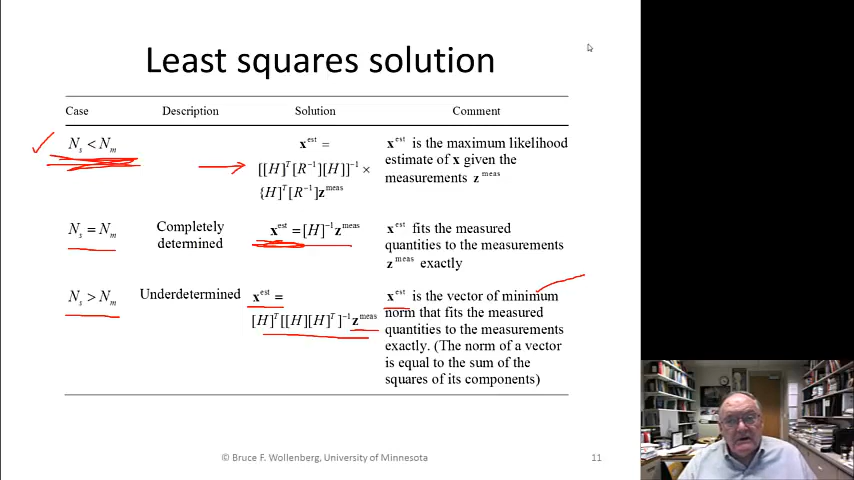 Least squares solution
Case Description Solution Comment
N_s < N_m
x^est =
[[H]^T[R^-1][H]]^-1 ×
{H]^T[R^-1]z^meas
x^est is the maximum likelihood
estimate of x given the
measurements z^meas
N_s = N_m
Completely
determined
x^est = [H]^-1 z^meas
x^est fits the measured
quantities to the measurements
z^meas exactly
N_s > N_m
Underdetermined
x^est =
[H]^T[[H][H]^T]^-1 z^meas
x^est is the vector of minimum
norm that fits the measured
quantities to the measurements
exactly. (The norm of a vector
is equal to the sum of the
squares of its components)
© Bruce F. Wollenberg, University of Minnesota
11